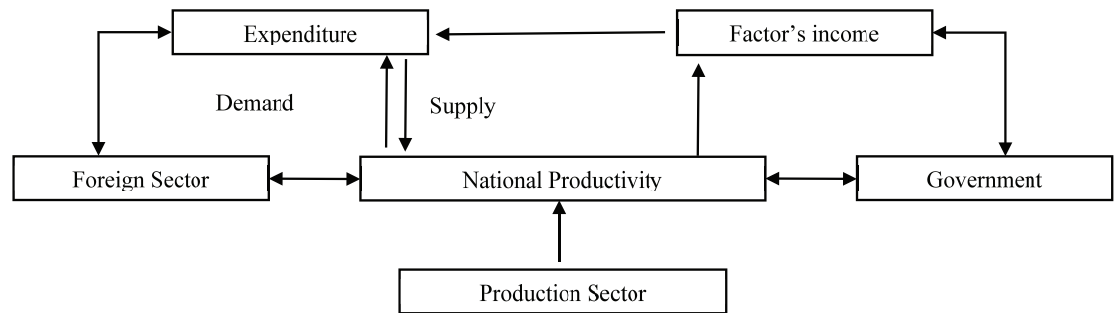 Expenditure
Factor's income
Demand
Supply
Foreign Sector
National Productivity
Government
Production Sector